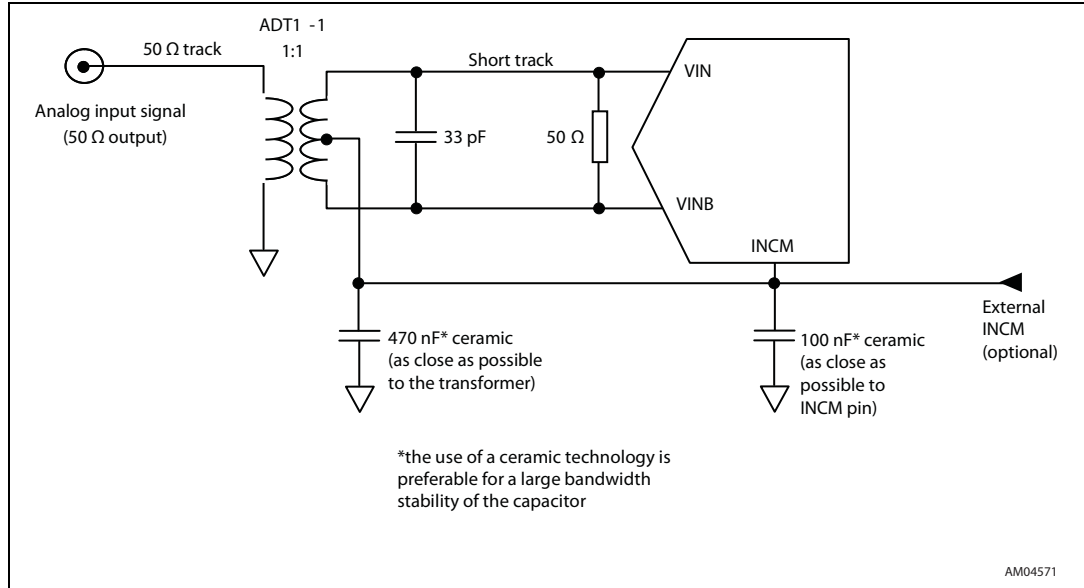 ADT1 -1
1:1
50 Ω track
Short track
VIN
Analog input signal
(50 Ω output)
33 pF
50 Ω
VINB
INCM
External
INCM
(optional)
470 nF* ceramic
(as close as possible
to the transformer)
100 nF* ceramic
(as close as
possible to
INCM pin)
*the use of a ceramic technology is
preferable for a large bandwidth
stability of the capacitor
AM04571